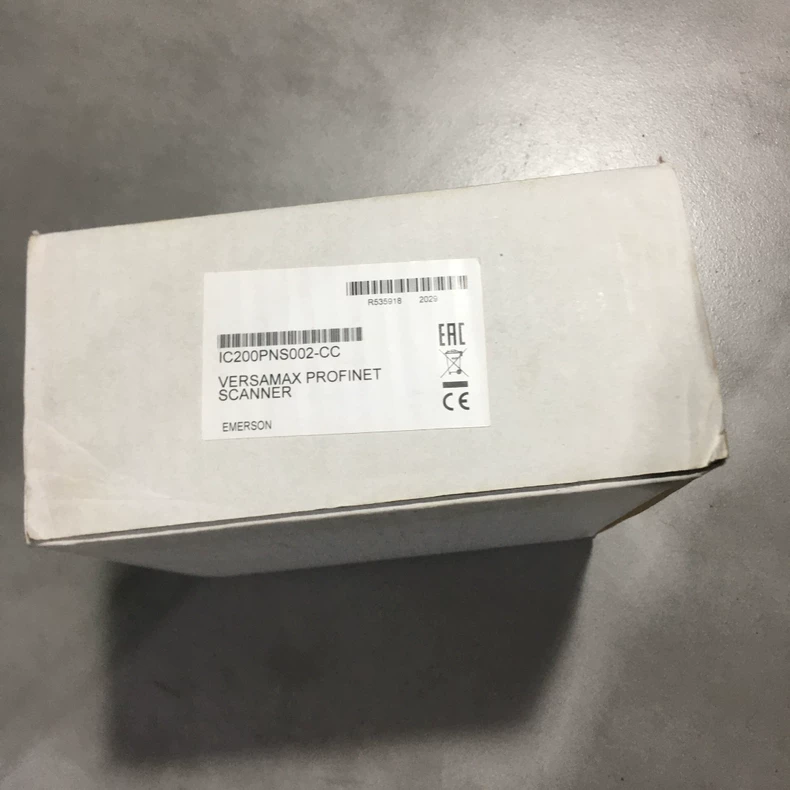 R535918 2029
IC200PNS002-CC
VERSAMAX PROFINET
SCANNER
EMERSON
EAC
CE